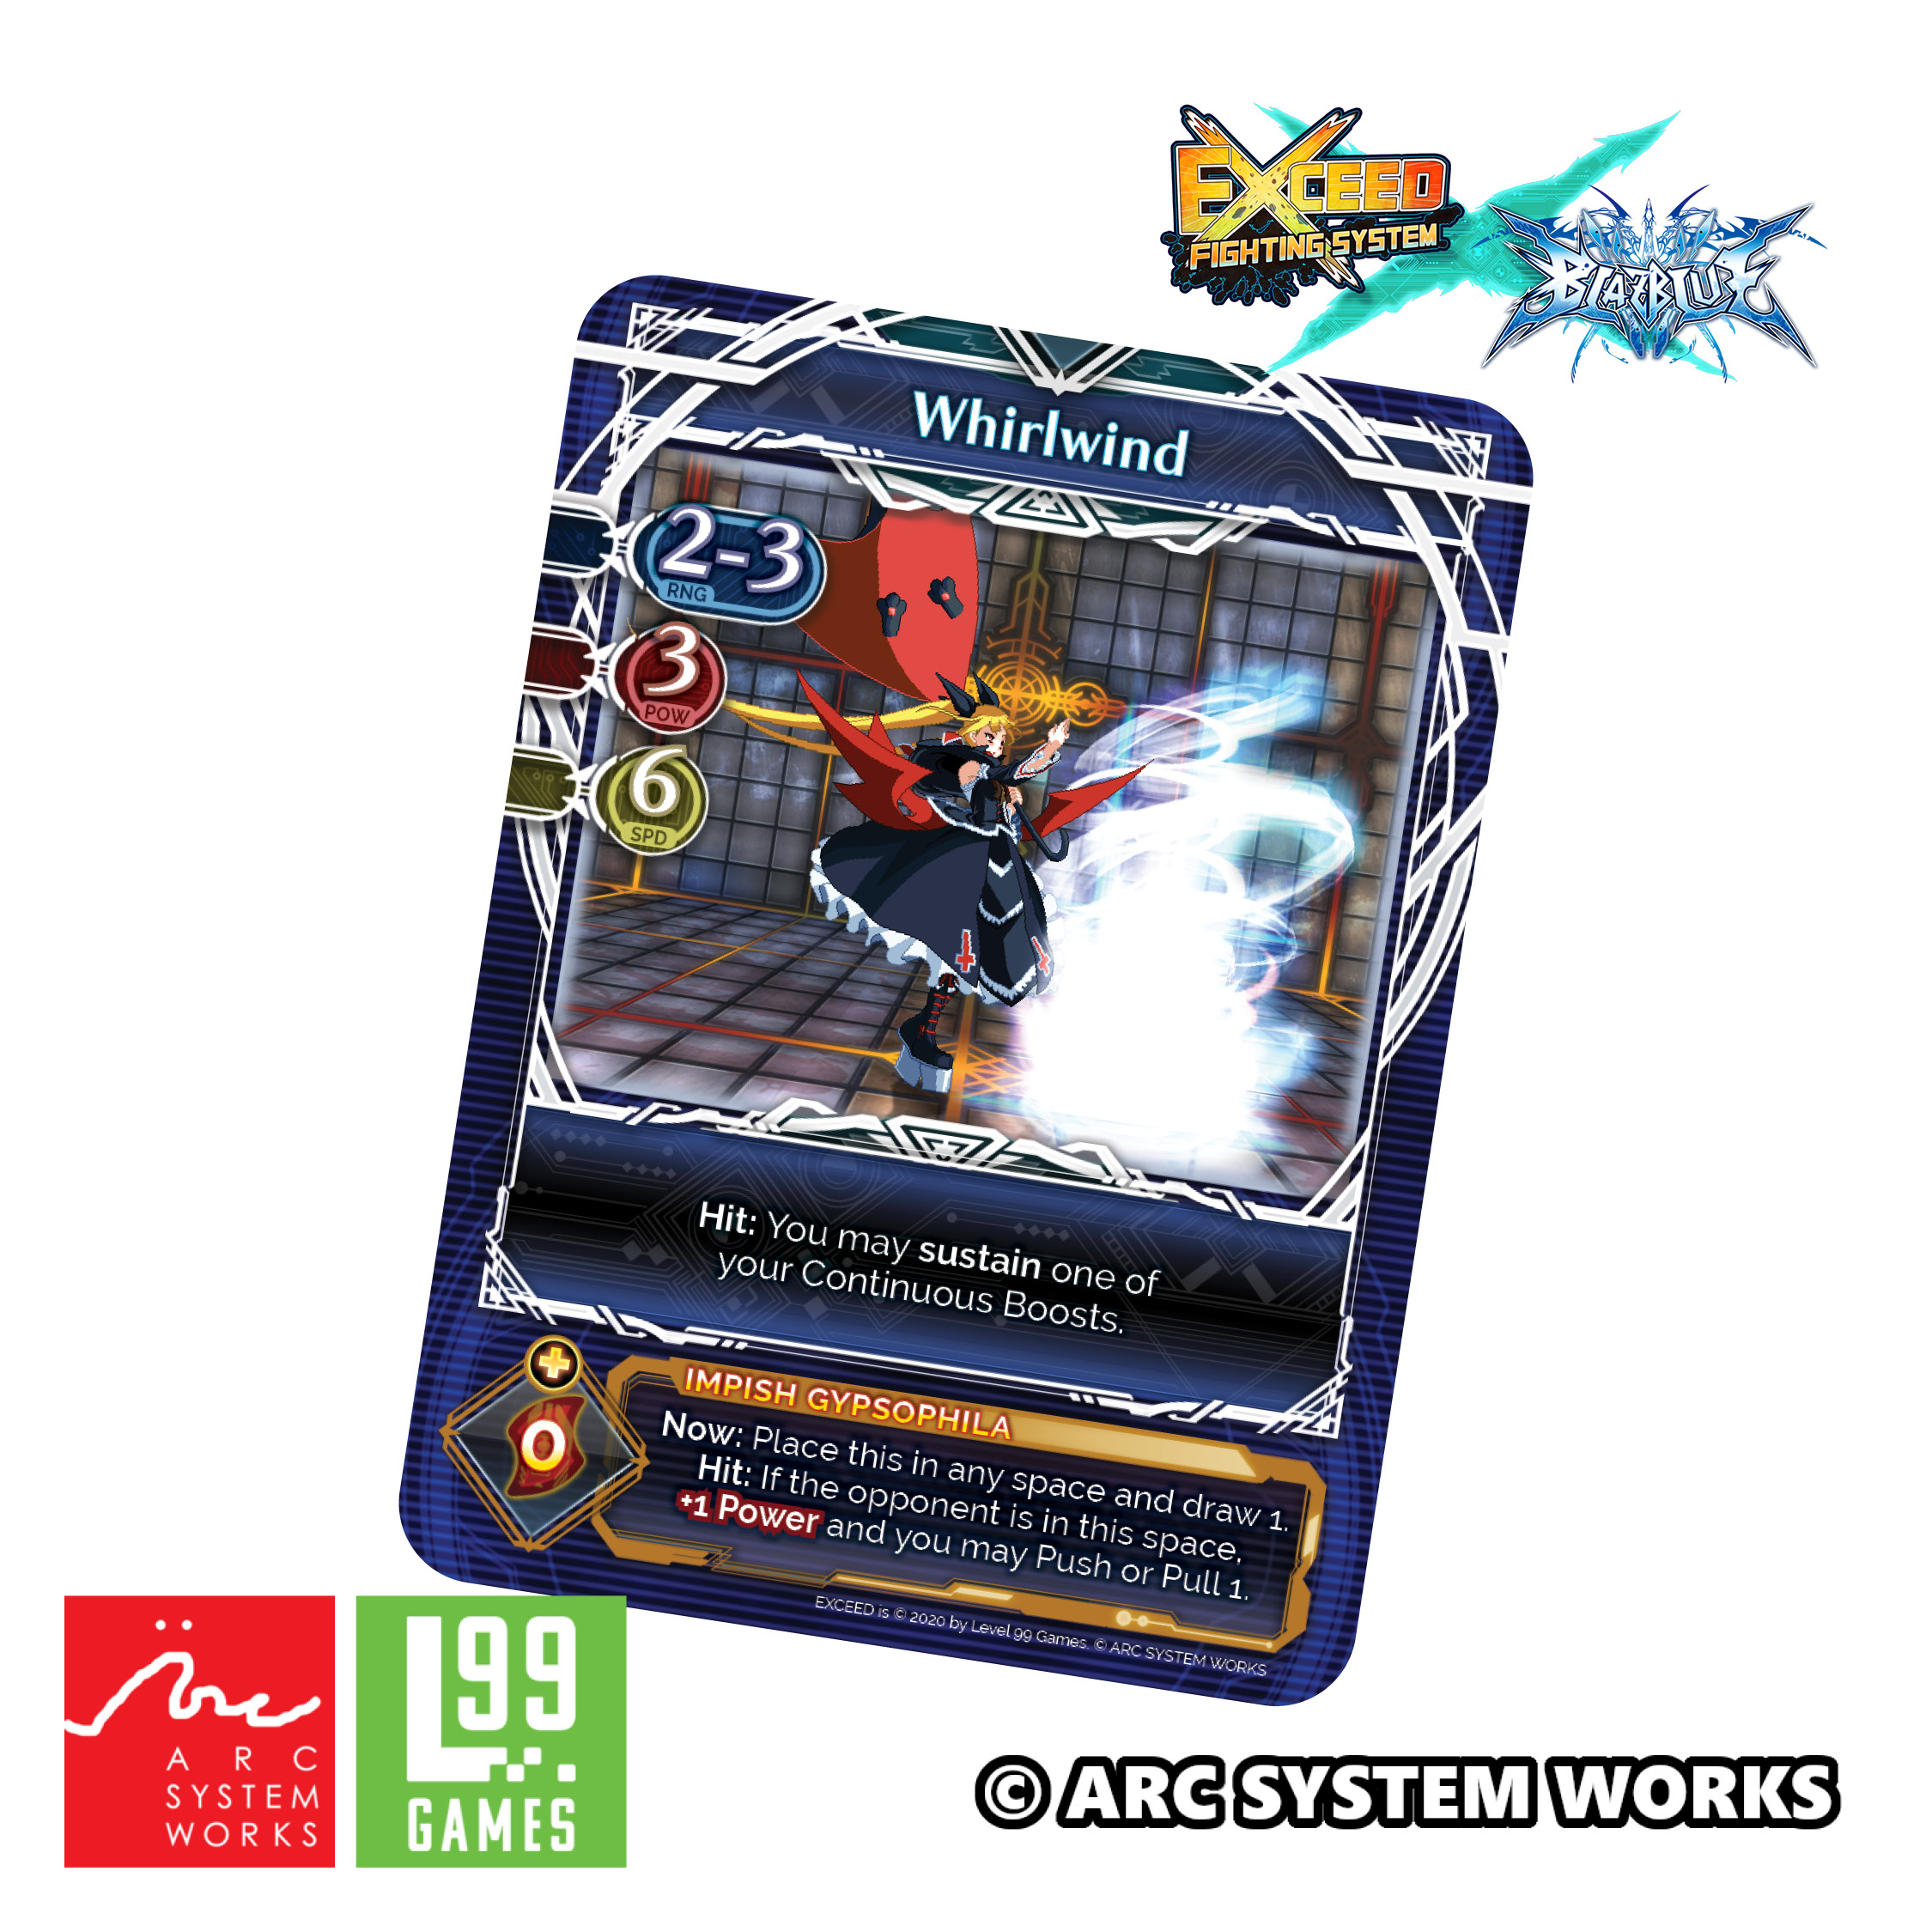 EXCEED
FIGHTING SYSTEM
BLAZBLUE
Whirlwind
2-3
RNG
3
POW
6
SPD
Hit: You may sustain one of
your Continuous Boosts.
+
0
IMPISH GYPSOPHILA
Now: Place this in any space and draw 1.
Hit: If the opponent is in this space,
+1 Power and you may Push or Pull 1.
EXCEED is © 2020 by Level 99 Games. © ARC SYSTEM WORKS
Arc
ARC
SYSTEM
WORKS
L99
GAMES
© ARC SYSTEM WORKS